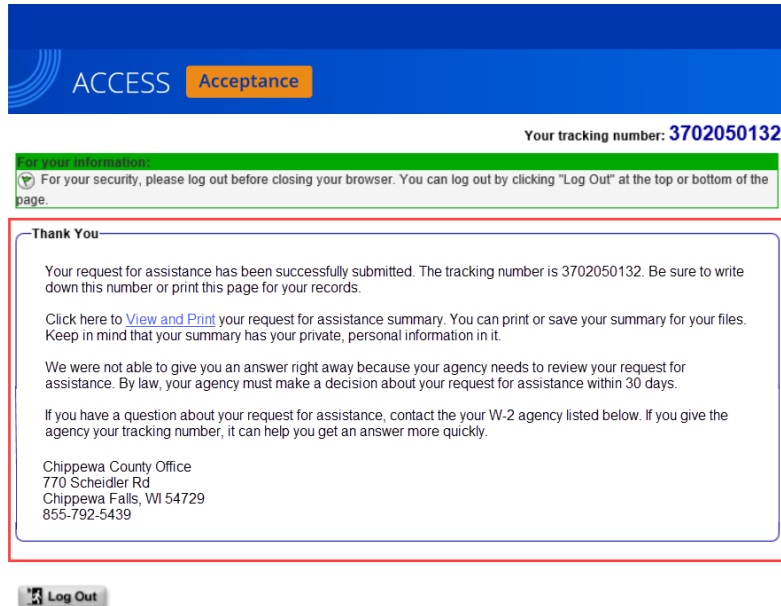 ACCESS Acceptance
Your tracking number: 3702050132
For your information:
For your security, please log out before closing your browser. You can log out by clicking "Log Out" at the top or bottom of the
page.
Thank You
Your request for assistance has been successfully submitted. The tracking number is 3702050132. Be sure to write
down this number or print this page for your records.
Click here to View and Print your request for assistance summary. You can print or save your summary for your files.
Keep in mind that your summary has your private, personal information in it.
We were not able to give you an answer right away because your agency needs to review your request for
assistance. By law, your agency must make a decision about your request for assistance within 30 days.
If you have a question about your request for assistance, contact the your W-2 agency listed below. If you give the
agency your tracking number, it can help you get an answer more quickly.
Chippewa County Office
770 Scheidler Rd
Chippewa Falls, WI 54729
855-792-5439
Log Out